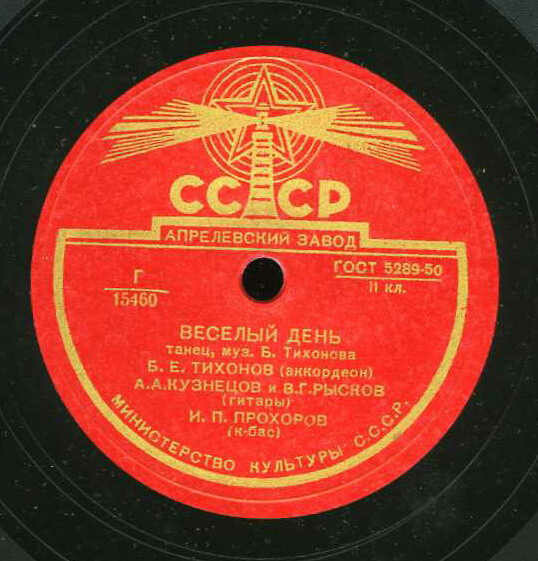 СССР
АПРЕЛЕВСКИЙ ЗАВОД
Г
15460
ГОСТ 5289-50
II кл.
ВЕСЕЛЫЙ ДЕНЬ
танец, муз. Б. Тихонова
Б. Е. ТИХОНОВ (аккордеон)
А.А.КУЗНЕЦОВ и В.Г.РЫСКОВ
(гитары)
И. П. ПРОХОРОВ
(к-бас)
МИНИСТЕРСТВО КУЛЬТУРЫ С.С.С.Р.